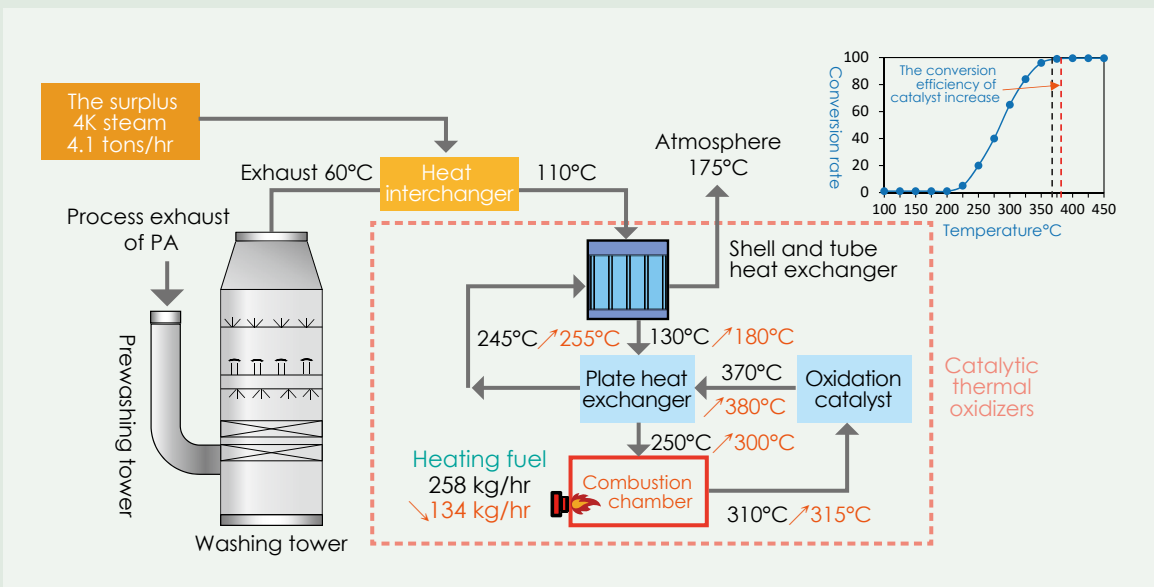 The surplus
4K steam
4.1 tons/hr
Exhaust 60°C
Heat
interchanger
110°C
Atmosphere
175°C
Process exhaust
of PA
Prewashing tower
Washing tower
Shell and tube
heat exchanger
245°C↗255°C
130°C↗180°C
Plate heat
exchanger
370°C
↗380°C
Oxidation
catalyst
Catalytic
thermal
oxidizers
250°C↗300°C
Heating fuel
258 kg/hr
↘134 kg/hr
Combustion
chamber
310°C↗315°C
Conversion rate
100
80
60
40
20
0
The conversion
efficiency of
catalyst increase
100 150 200 250 300 350 400 450
Temperature°C